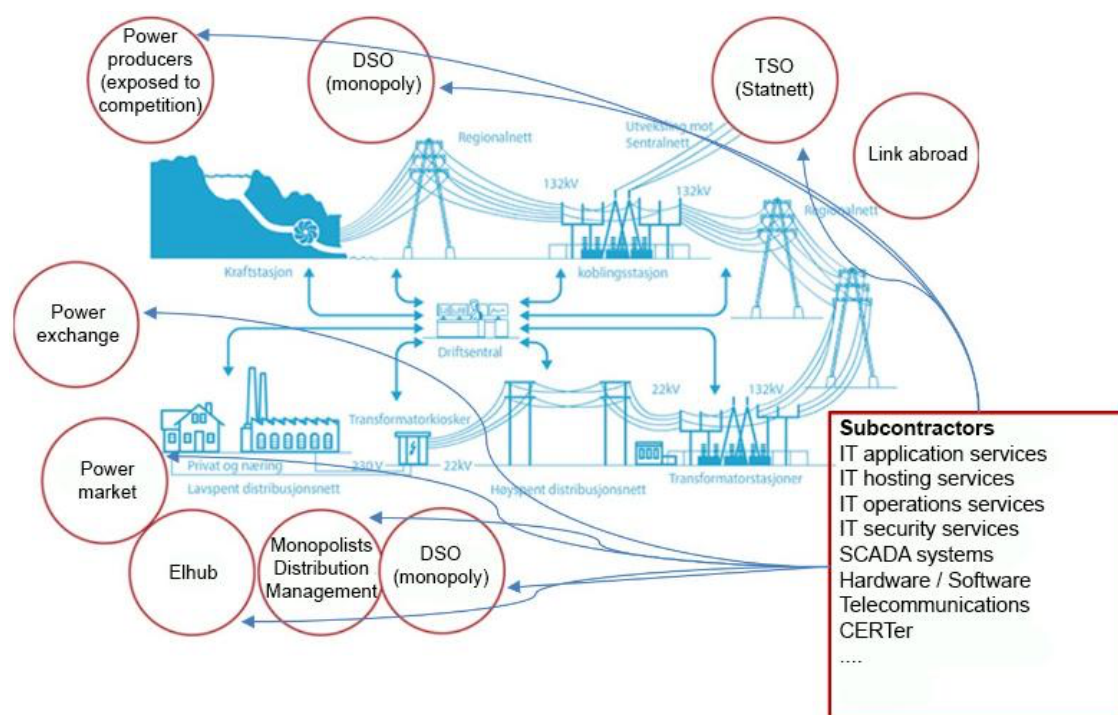 Power
producers
(exposed to
competition)
DSO
(monopoly)
TSO
(Statnett)
Link abroad
Regionalnett
Utveksling mot
Sentralnett
132kV
132kV
Regionalnett
Kraftstasjon
koblingsstasjon
Power
exchange
Driftsentral
22kV
132kV
Transformatorkiosker
Privat og næring
230 V
22kV
Lavspent distribusjonsnett
Høyspent distribusjonsnett
Transformatorstasjoner
Power
market
Elhub
Monopolists
Distribution
Management
DSO
(monopoly)
Subcontractors
IT application services
IT hosting services
IT operations services
IT security services
SCADA systems
Hardware / Software
Telecommunications
CERTer
....